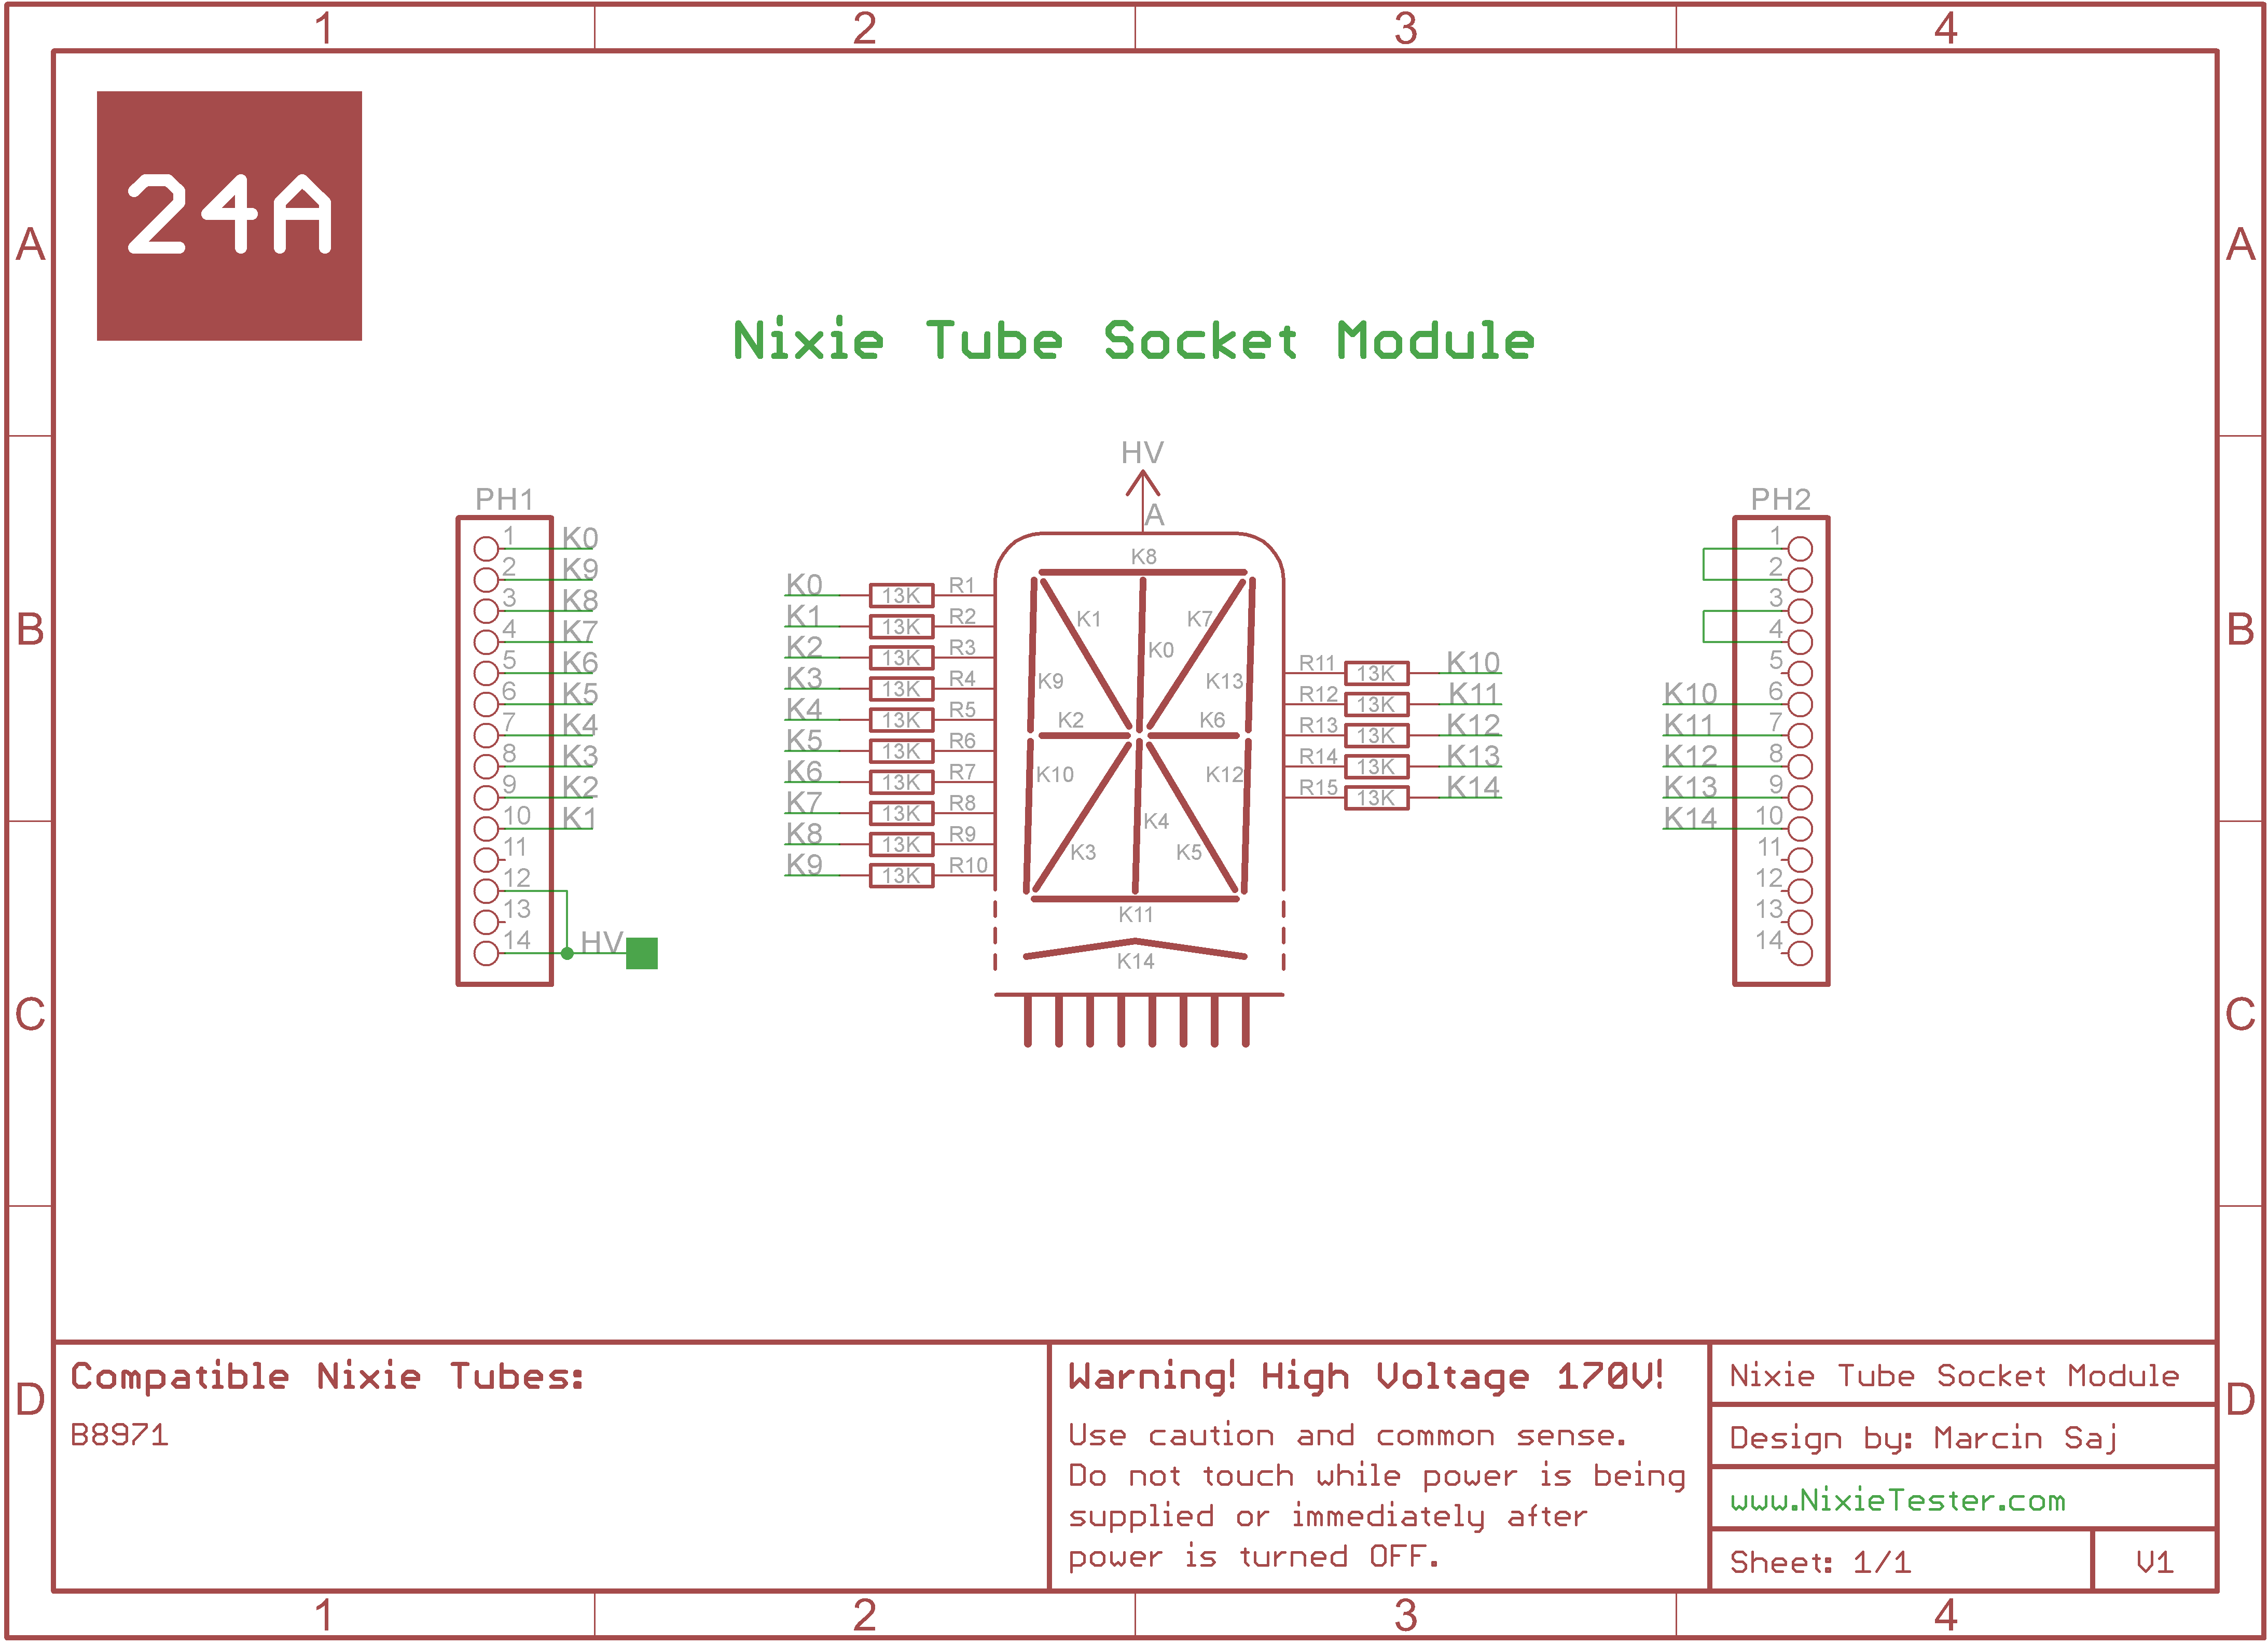 1 2 3 4
A A
24A
Nixie Tube Socket Module
HV
A
PH1
1 K0
2 K9
3 K8
4 K7
5 K6
6 K5
7 K4
8 K3
9 K2
10 K1
11
12
13
14 HV
K0 13K R1
K1 13K R2
K2 13K R3
K3 13K R4
K4 13K R5
K5 13K R6
K6 13K R7
K7 13K R8
K8 13K R9
K9 13K R10
K8
K1 K7
K0
K9 K13
K2 K6
K10 K12
K4
K3 K5
K11
K14
R11 13K K10
R12 13K K11
R13 13K K12
R14 13K K13
R15 13K K14
PH2
1
2
3
4
5
K10 6
K11 7
K12 8
K13 9
K14 10
11
12
13
14
B B
C C
D D
Compatible Nixie Tubes:
B8971
Warning! High Voltage 170V!
Use caution and common sense.
Do not touch while power is being
supplied or immediately after
power is turned OFF.
Nixie Tube Socket Module
Design by: Marcin Saj
www.NixieTester.com
Sheet: 1/1 V1
1 2 3 4